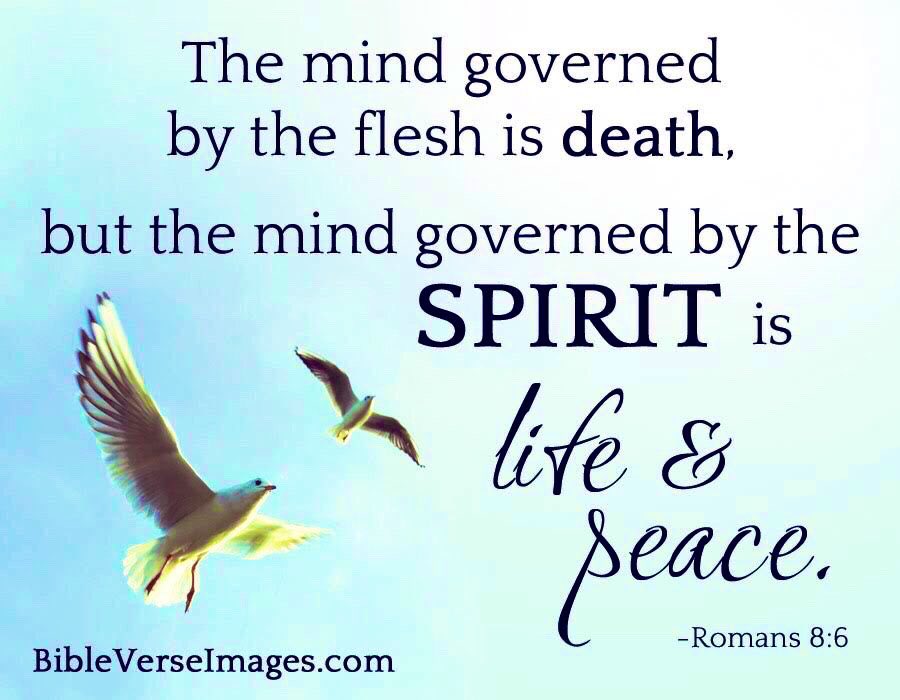 The mind governed
by the flesh is death,
but the mind governed by the
SPIRIT is
life &
peace.
-Romans 8:6
BibleVerseImages.com